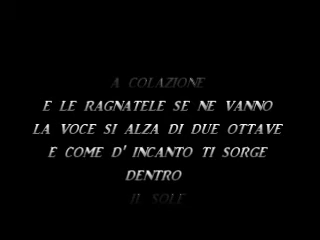 A COLAZIONE
E LE RAGNATELE SE NE VANNO
LA VOCE SI ALZA DI DUE OTTAVE
E COME D' INCANTO TI SORGE
DENTRO
IL SOLE